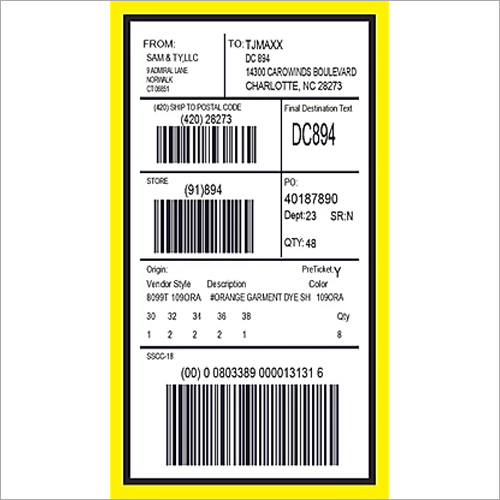 FROM:
SAM & TY,LLC
9 ADMIRAL LANE
NORWALK
CT 06851
TO: TJMAXX
DC 894
14300 CAROWINDS BOULEVARD
CHARLOTTE, NC 28273
(420) SHIP TO POSTAL CODE
(420) 28273
Final Destination Text
DC894
STORE
(91)894
PO:
40187890
Dept:23 SR:N
QTY: 48
Origin: PreTicket: Y
Vendor Style Description Color
8099T 109ORA #ORANGE GARMENT DYE SH 109ORA
30 32 34 36 38 Qty
1 2 2 2 1 8
SSCC-18
(00) 0 0803389 000013131 6